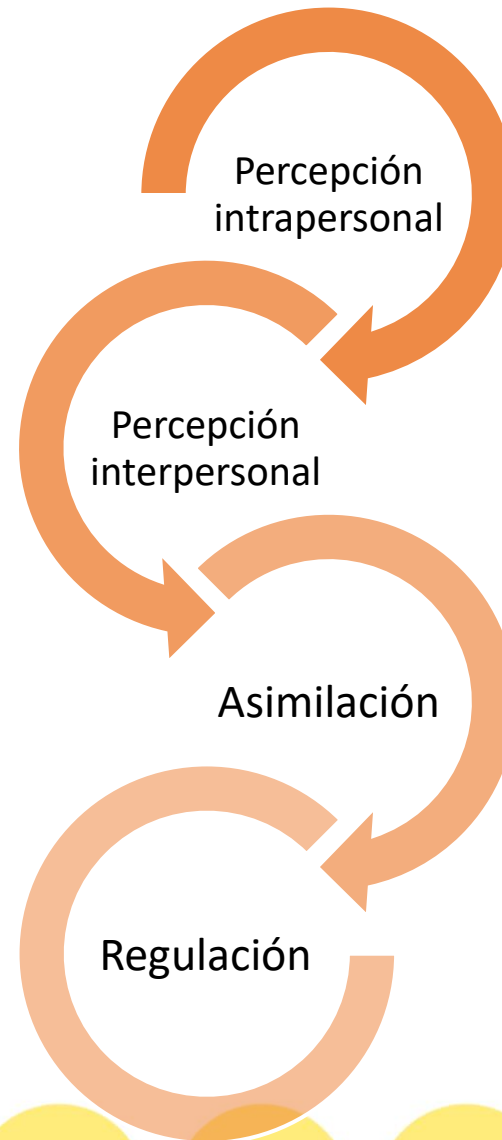 Percepción
intrapersonal
Percepción
interpersonal
Asimilación
Regulación